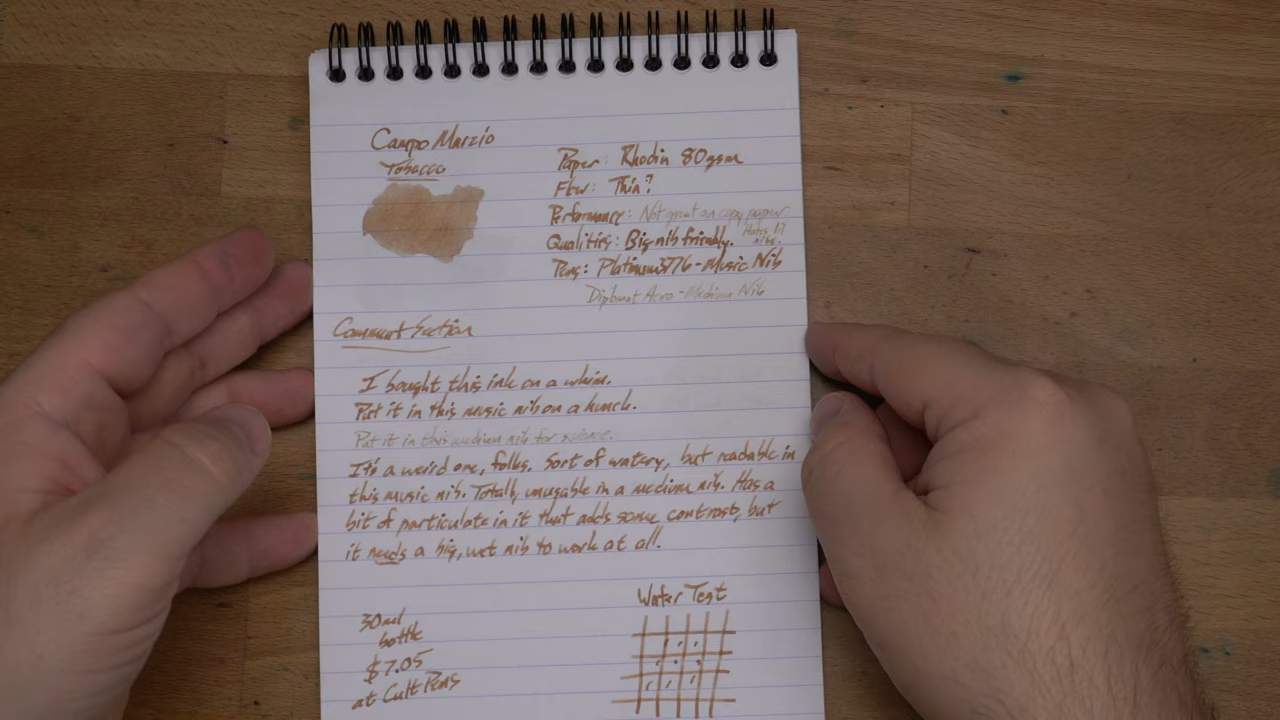 Campo Marzio
Tobacco
Paper: Rhodia 80gsm
Flow: Thin?
Performance: Not great on copy paper
Qualities: Big nib friendly. Hates lil nibs.
Pens: Platinum 3776 - Music Nib
Diplomat Aero - Medium Nib
Comment Section
I bought this ink on a whim.
Put it in this music nib on a hunch.
Put it in this medium nib for science.
It's a weird one, folks. Sort of watery, but readable in
this music nib. Totally unusable in a medium nib. Has a
bit of particulate in it that adds some contrast, but
it needs a big, wet nib to work at all.
30ml
bottle
$7.05
at Cult Pens
Water Test